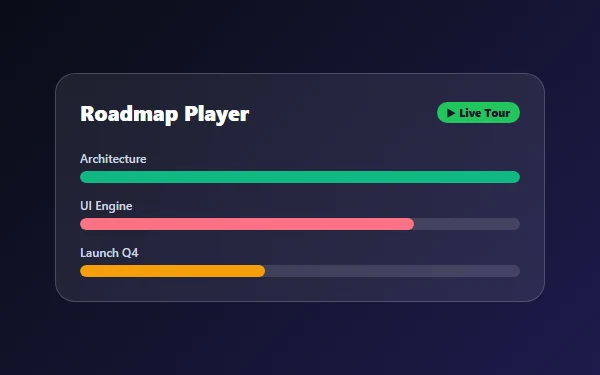 Roadmap Player
▶ Live Tour
Architecture
UI Engine
Launch Q4